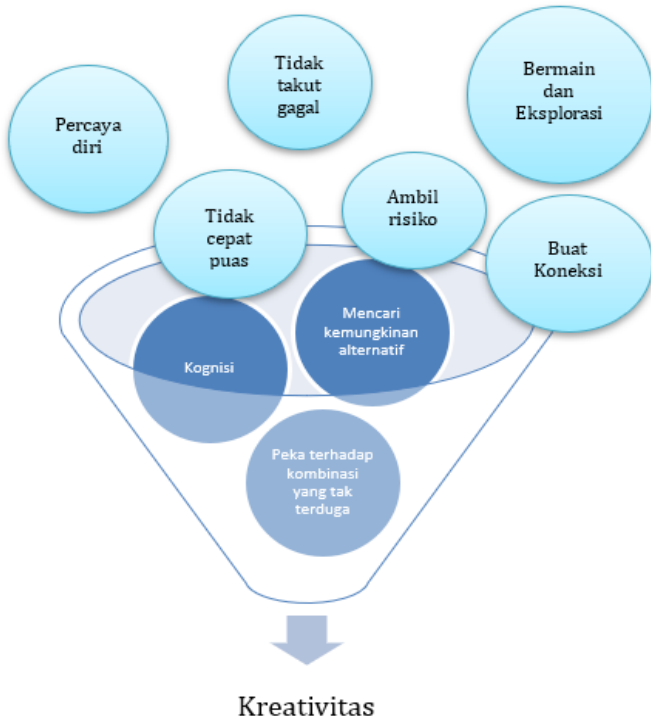 Tidak
takut
gagal
Bermain
dan
Eksplorasi
Percaya
diri
Tidak
cepat
puas
Ambil
risiko
Buat
Koneksi
Mencari
kemungkinan
alternatif
Kognisi
Peka terhadap
kombinasi
yang tak
terduga
Kreativitas